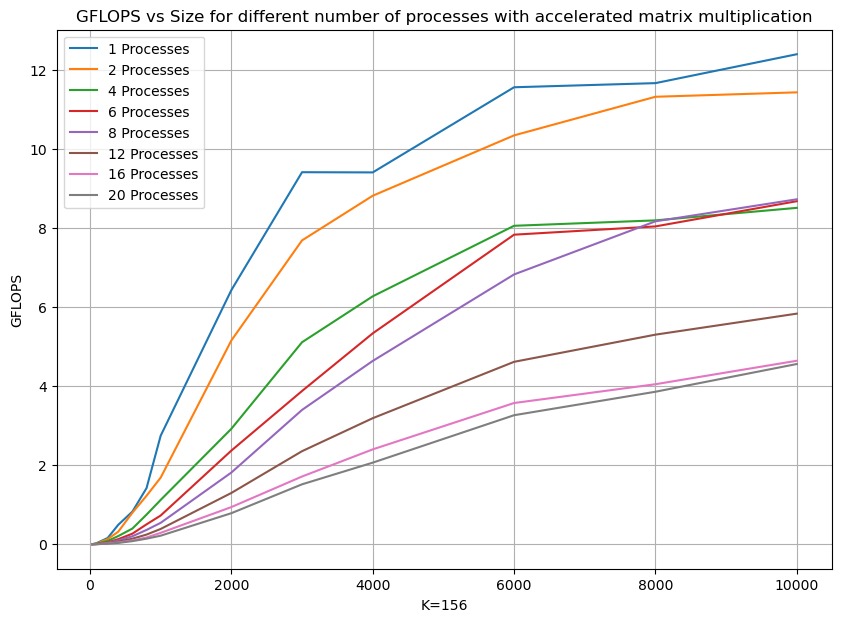 GFLOPS vs Size for different number of processes with accelerated matrix multiplication
1 Processes
2 Processes
4 Processes
6 Processes
8 Processes
12 Processes
16 Processes
20 Processes
GFLOPS
12
10
8
6
4
2
0
0 2000 4000 6000 8000 10000
K=156